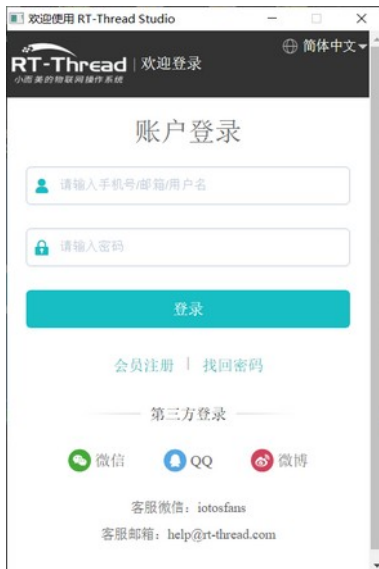 欢迎使用 RT-Thread Studio
RT-Thread | 欢迎登录
简体中文
小而美的物联网操作系统
账户登录
请输入手机号/邮箱/用户名
请输入密码
登录
会员注册 | 找回密码
第三方登录
微信 QQ 微博
客服微信：iotosfans
客服邮箱：help@rt-thread.com